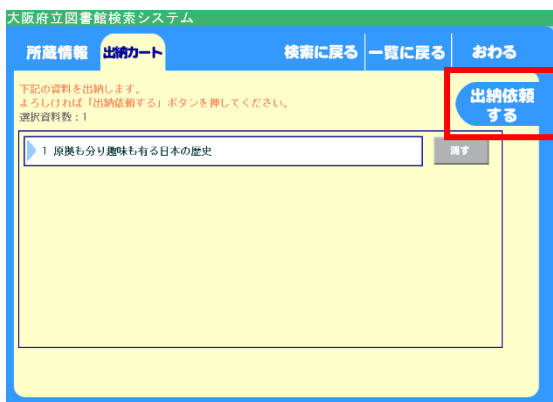 大阪府立図書館検索システム
所蔵情報 出納カート 検索に戻る 一覧に戻る おわる
下記の資料を出納します。
よろしければ「出納依頼する」ボタンを押してください。
選択資料数：1
出納依頼
する
1 原拠も分り趣味も有る日本の歴史 消す